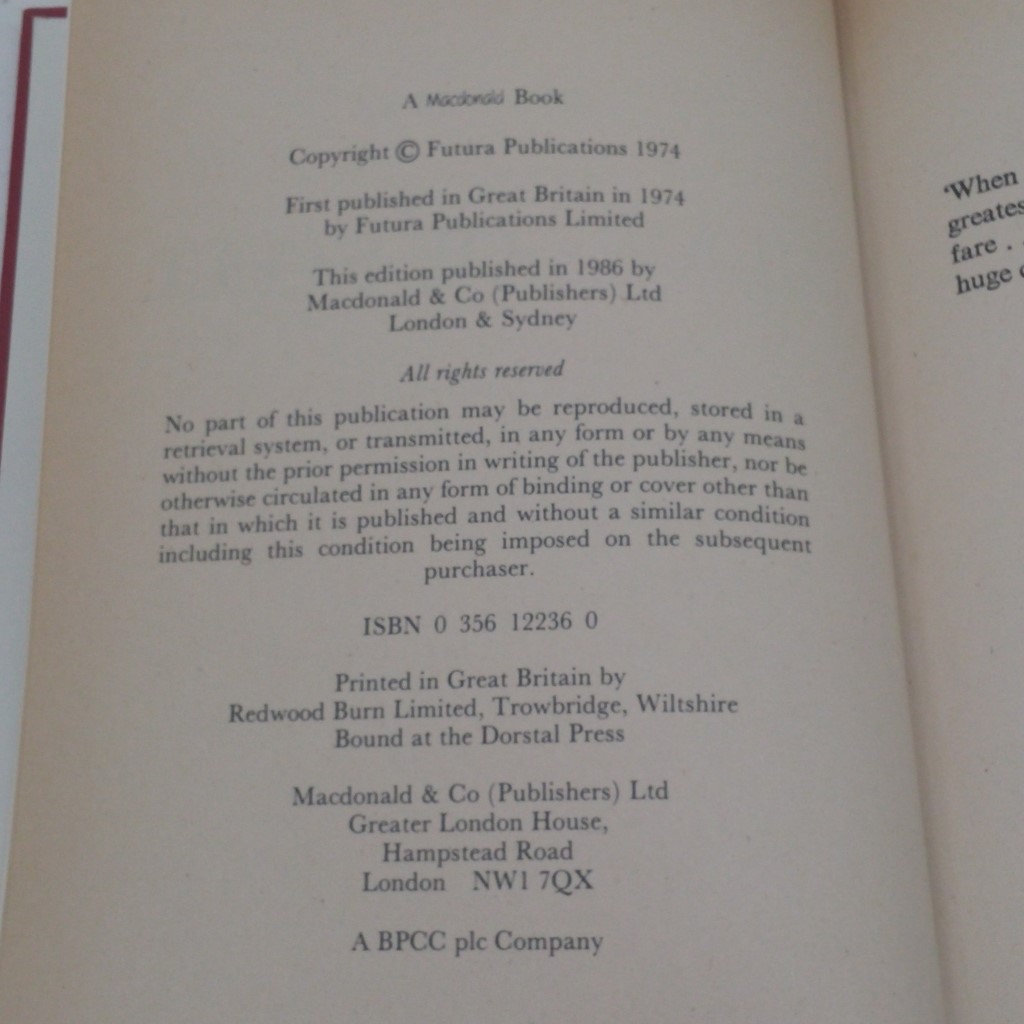 A Macdonald Book
Copyright © Futura Publications 1974
First published in Great Britain in 1974
by Futura Publications Limited
This edition published in 1986 by
Macdonald & Co (Publishers) Ltd
London & Sydney
All rights reserved
No part of this publication may be reproduced, stored in a
retrieval system, or transmitted, in any form or by any means
without the prior permission in writing of the publisher, nor be
otherwise circulated in any form of binding or cover other than
that in which it is published and without a similar condition
including this condition being imposed on the subsequent
purchaser.
ISBN 0 356 12236 0
Printed in Great Britain by
Redwood Burn Limited, Trowbridge, Wiltshire
Bound at the Dorstal Press
Macdonald & Co (Publishers) Ltd
Greater London House,
Hampstead Road
London NW1 7QX
A BPCC plc Company
'When
greates
fare . .
huge